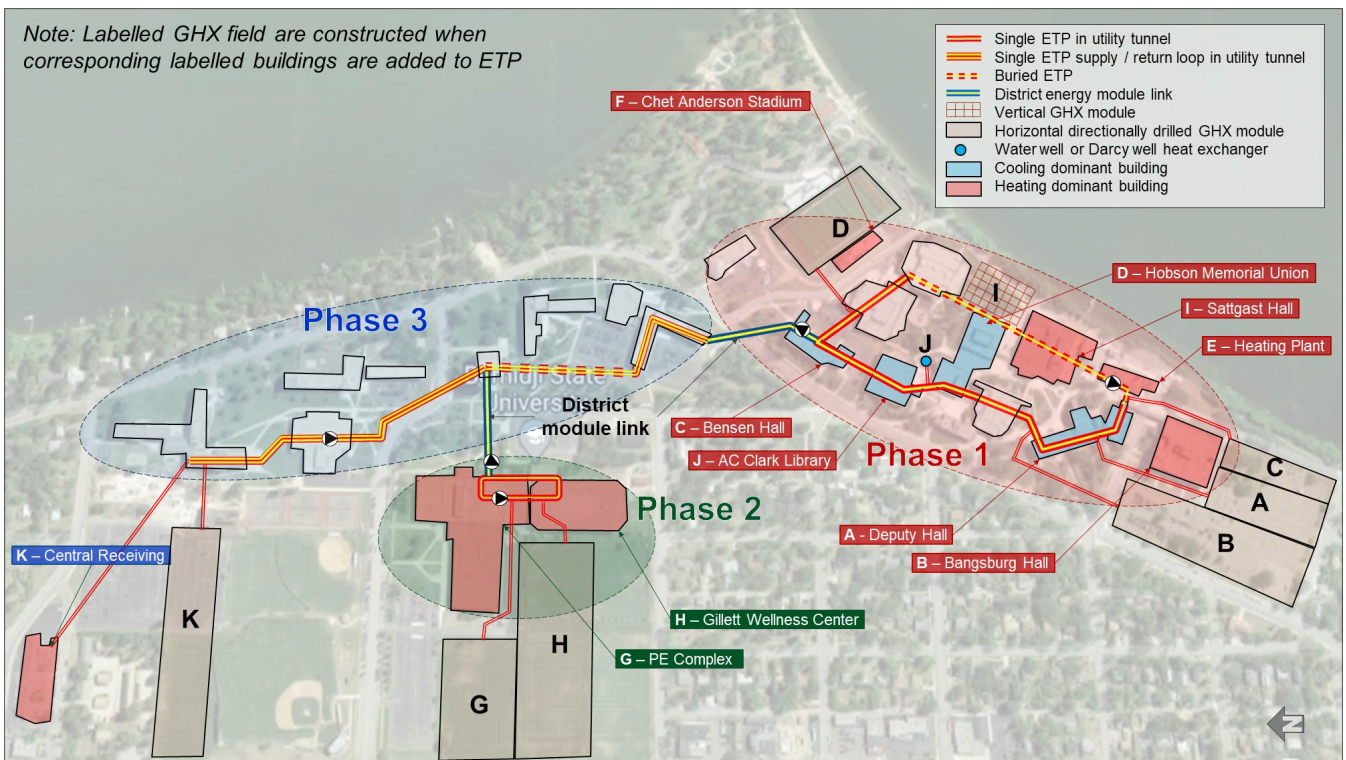 Note: Labelled GHX field are constructed when
corresponding labelled buildings are added to ETP
Single ETP in utility tunnel
Single ETP supply / return loop in utility tunnel
Buried ETP
District energy module link
Vertical GHX module
Horizontal directionally drilled GHX module
Water well or Darcy well heat exchanger
Cooling dominant building
Heating dominant building
F – Chet Anderson Stadium
D
D – Hobson Memorial Union
I
I – Sattgast Hall
Phase 3
E – Heating Plant
J
District
module link
C – Bensen Hall
J – AC Clark Library
Phase 1
C
A
B
Phase 2
A - Deputy Hall
B – Bangsburg Hall
K – Central Receiving
K
H – Gillett Wellness Center
H
G – PE Complex
G
N